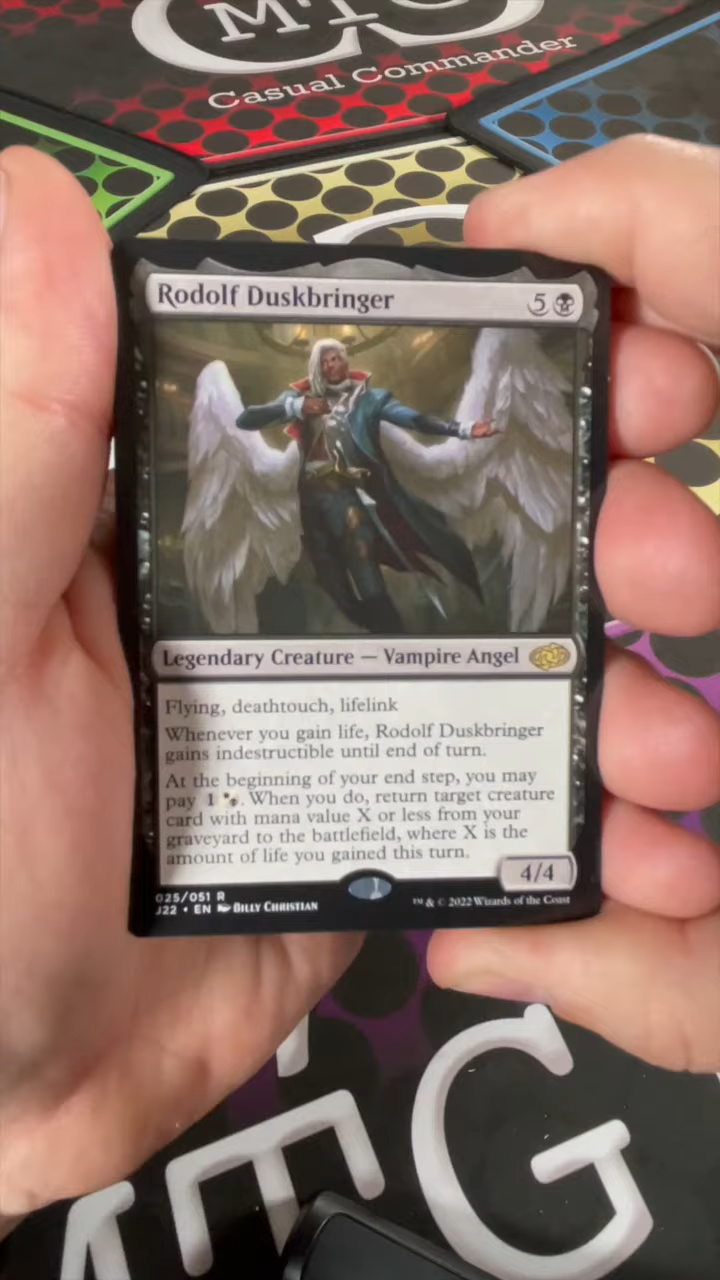 MTG
Casual Commander
Rodolf Duskbringer 5
Legendary Creature — Vampire Angel
Flying, deathtouch, lifelink
Whenever you gain life, Rodolf Duskbringer
gains indestructible until end of turn.
At the beginning of your end step, you may
pay 1 . When you do, return target creature
card with mana value X or less from your
graveyard to the battlefield, where X is the
amount of life you gained this turn.
4/4
025/051 R
J22 • EN BILLY CHRISTIAN
™ & © 2022 Wizards of the Coast
G